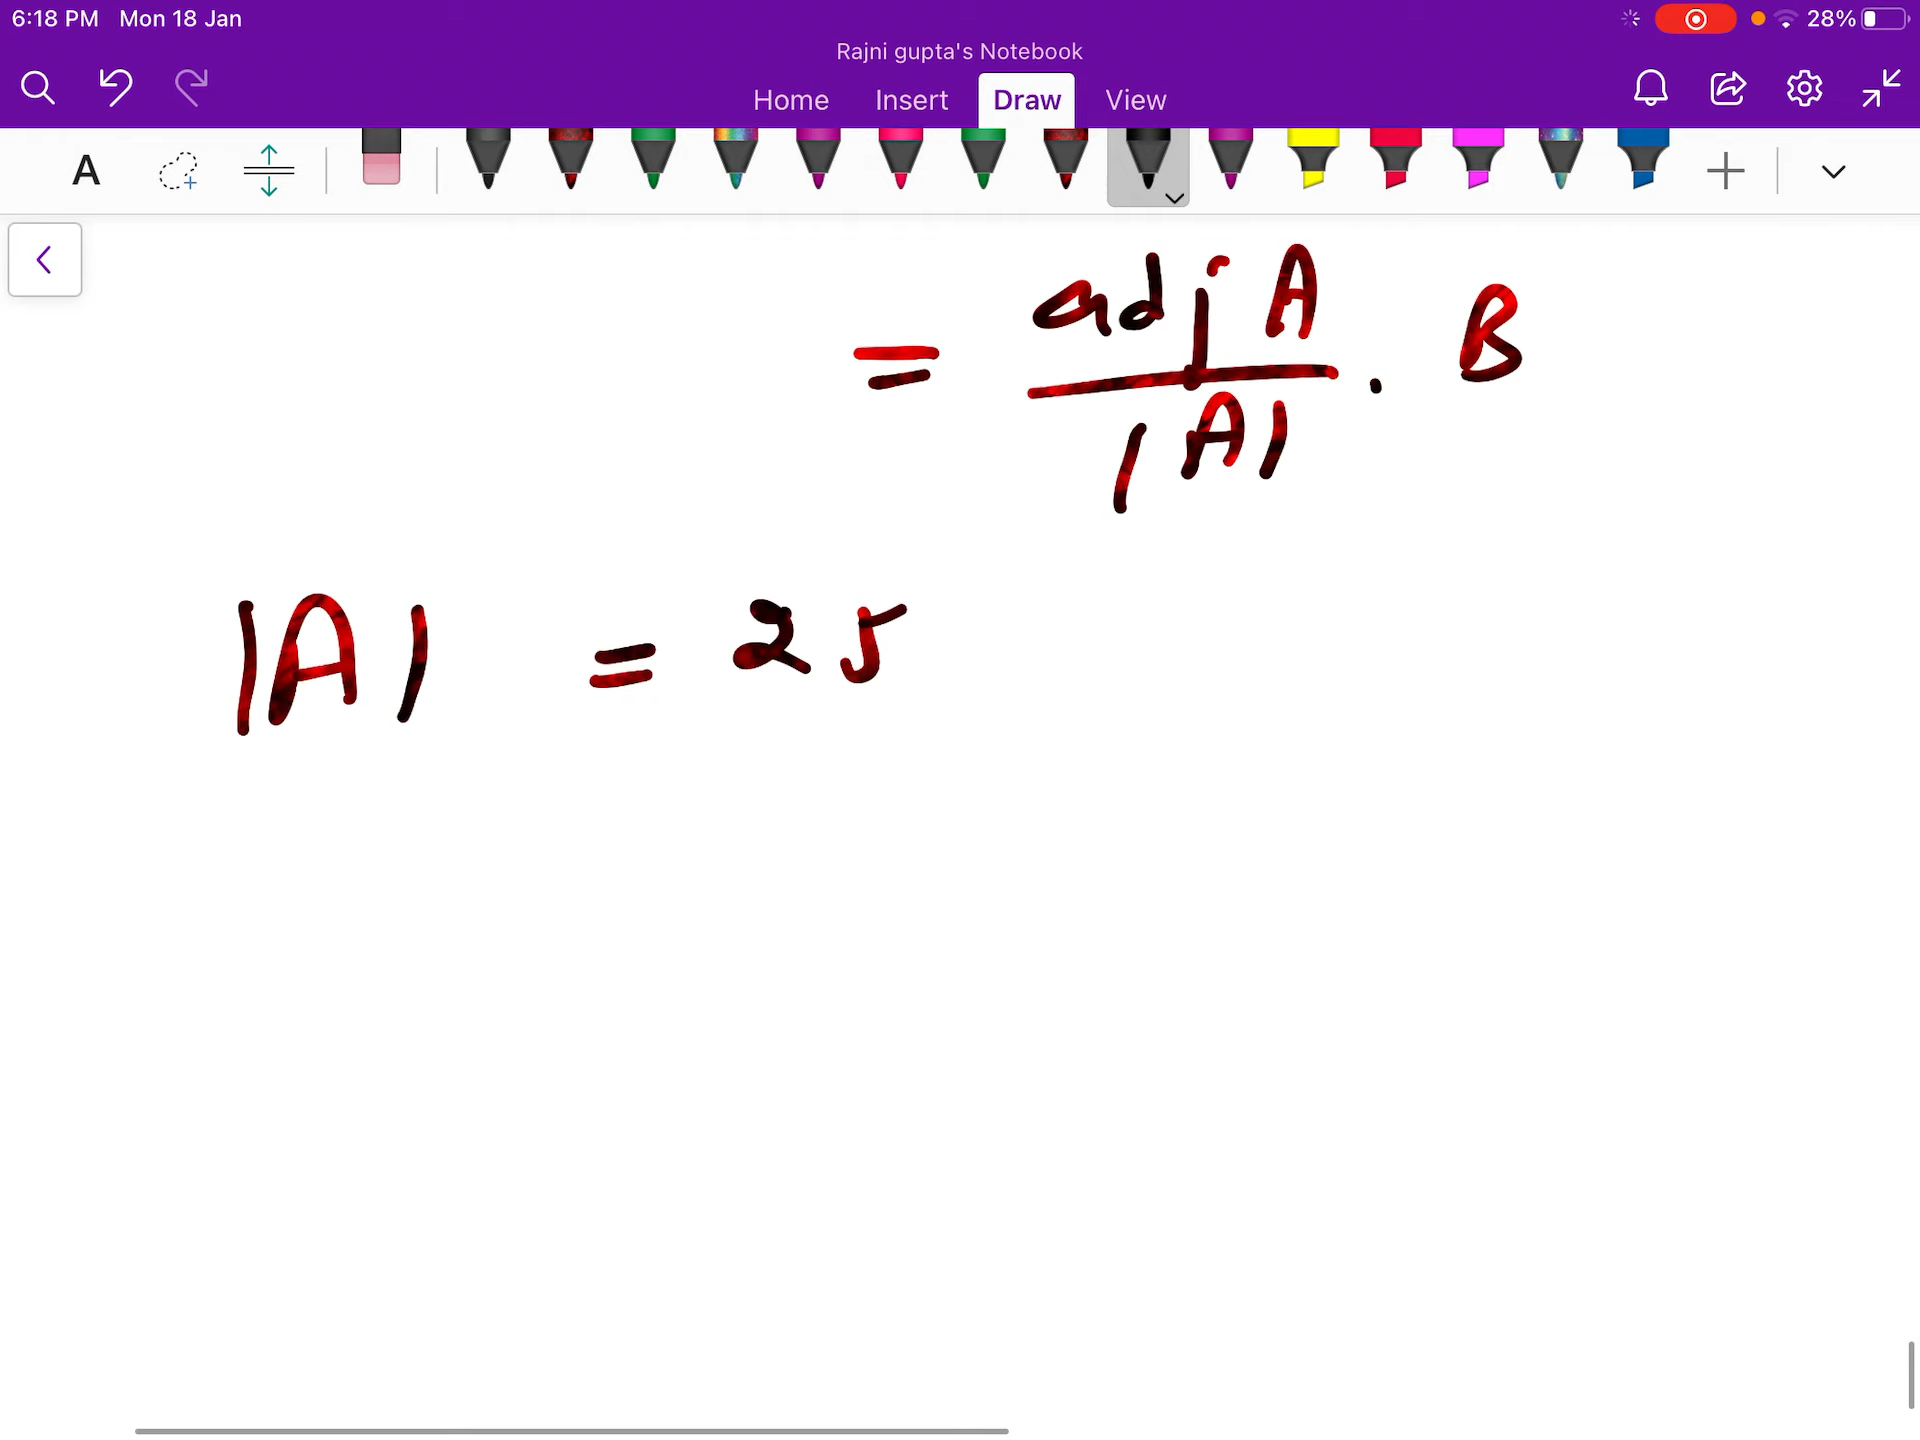 6:18 PM Mon 18 Jan 28%
Rajni gupta's Notebook
Home Insert Draw View
A
= adj A / |A| . B
|A| = 25